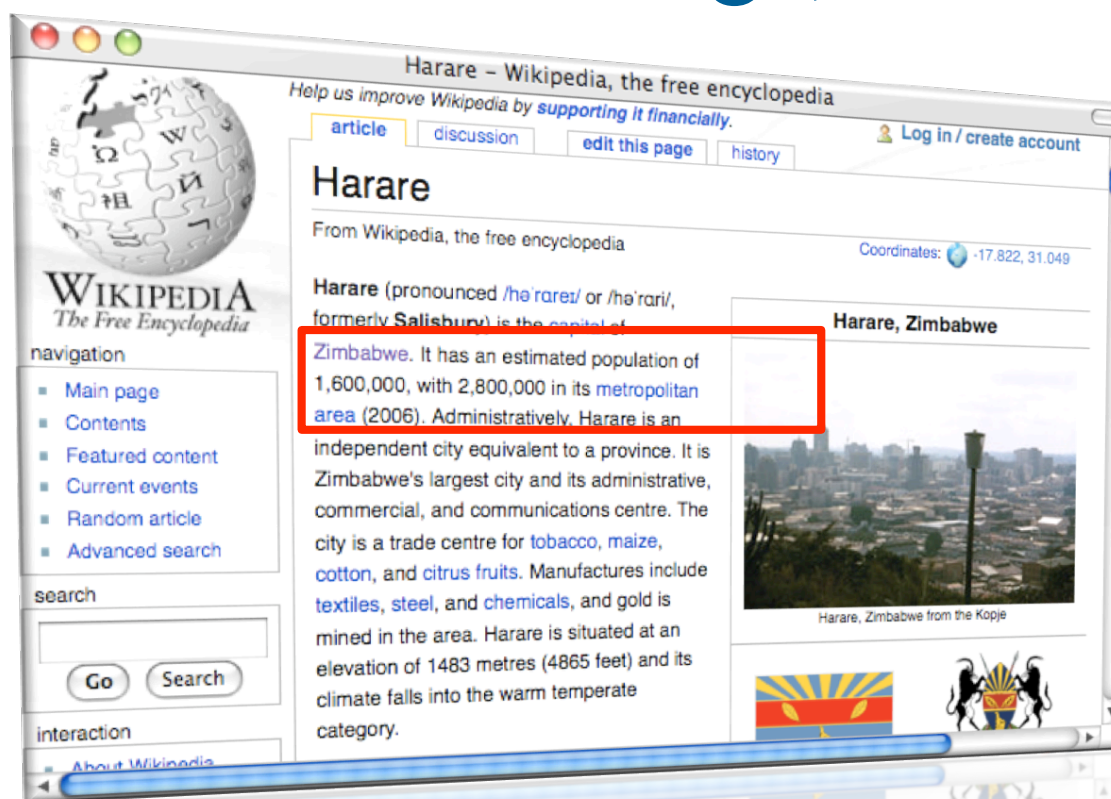 Harare – Wikipedia, the free encyclopedia
Help us improve Wikipedia by supporting it financially.
Log in / create account
article
discussion
edit this page
history
Harare
From Wikipedia, the free encyclopedia
Coordinates: -17.822, 31.049
Harare (pronounced /həˈrɑreɪ/ or /həˈrɑri/,
formerly Salisbury) is the capital of
Zimbabwe. It has an estimated population of
1,600,000, with 2,800,000 in its metropolitan
area (2006). Administratively, Harare is an
independent city equivalent to a province. It is
Zimbabwe's largest city and its administrative,
commercial, and communications centre. The
city is a trade centre for tobacco, maize,
cotton, and citrus fruits. Manufactures include
textiles, steel, and chemicals, and gold is
mined in the area. Harare is situated at an
elevation of 1483 metres (4865 feet) and its
climate falls into the warm temperate
category.
Harare, Zimbabwe
Harare, Zimbabwe from the Kopje
Ω
W
И
祖
WIKIPEDIA
The Free Encyclopedia
navigation
Main page
Contents
Featured content
Current events
Random article
Advanced search
search
Go
Search
interaction
About Wikipedia